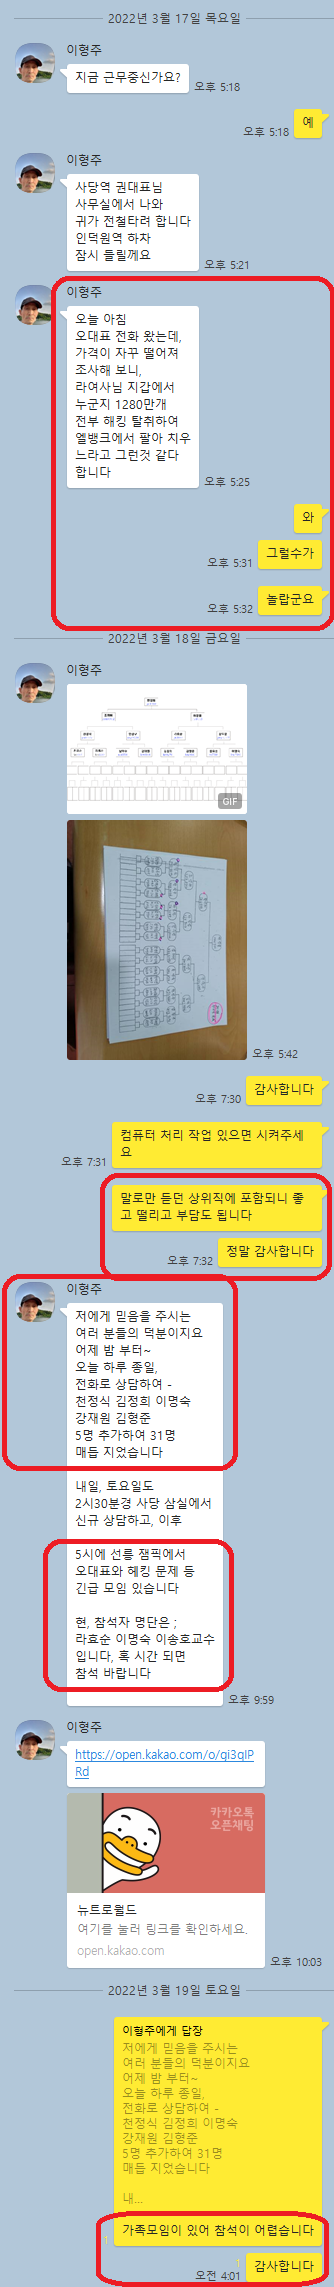 2022년 3월 17일 목요일
이형주
지금 근무중신가요?
오후 5:18
예
오후 5:18
이형주
사당역 권대표님
사무실에서 나와
귀가 전철타려 합니다
인덕원역 하차
잠시 들릴께요
오후 5:21
이형주
오늘 아침
오대표 전화 왔는데,
가격이 자꾸 떨어져
조사해 보니,
라여사님 지갑에서
누군지 1280만개
전부 해킹 탈취하여
엘뱅크에서 팔아 치우
느라고 그런것 같다
합니다
오후 5:25
와
그럴수가
오후 5:31
놀랍군요
오후 5:32
2022년 3월 18일 금요일
이형주
GIF
오후 5:42
감사합니다
오후 7:30
컴퓨터 처리 작업 있으면 시켜주세
요
오후 7:31
말로만 듣던 상위직에 포함되니 좋
고 떨리고 부담도 됩니다
정말 감사합니다
오후 7:32
이형주
저에게 믿음을 주시는
여러 분들의 덕분이지요
어제 밤 부터~
오늘 하루 종일,
전화로 상담하여 -
천정식 김정희 이명숙
강재원 김형준
5명 추가하여 31명
매듭 지었습니다
내일, 토요일도
2시30분경 사당 삼실에서
신규 상담하고, 이후
5시에 선릉 잼픽에서
오대표와 헤킹 문제 등
긴급 모임 있습니다
현, 참석자 명단은 ;
라효순 이명숙 이송호교수
입니다, 혹 시간 되면
참석 바랍니다
오후 9:59
이형주
https://open.kakao.com/o/gi3qIP
Rd
카카오톡
오픈채팅
뉴트로월드
여기를 눌러 링크를 확인하세요.
open.kakao.com
오후 10:03
2022년 3월 19일 토요일
이형주에게 답장
저에게 믿음을 주시는
여러 분들의 덕분이지요
어제 밤 부터~
오늘 하루 종일,
전화로 상담하여 -
천정식 김정희 이명숙
강재원 김형준
5명 추가하여 31명
매듭 지었습니다
내...
가족모임이 있어 참석이 어렵습니다
1
감사합니다
1
오전 4:01